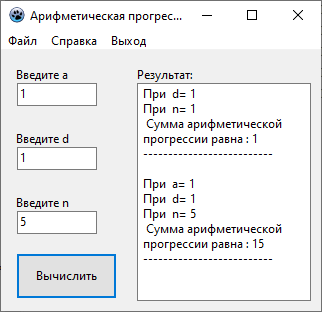 Арифметическая прогрес...
Файл Справка Выход
Введите a
1
Введите d
1
Введите n
5
Вычислить
Результат:
При d= 1
При n= 1
Сумма арифметической
прогрессии равна : 1
---------------------------
При a= 1
При d= 1
При n= 5
Сумма арифметической
прогрессии равна : 15
---------------------------